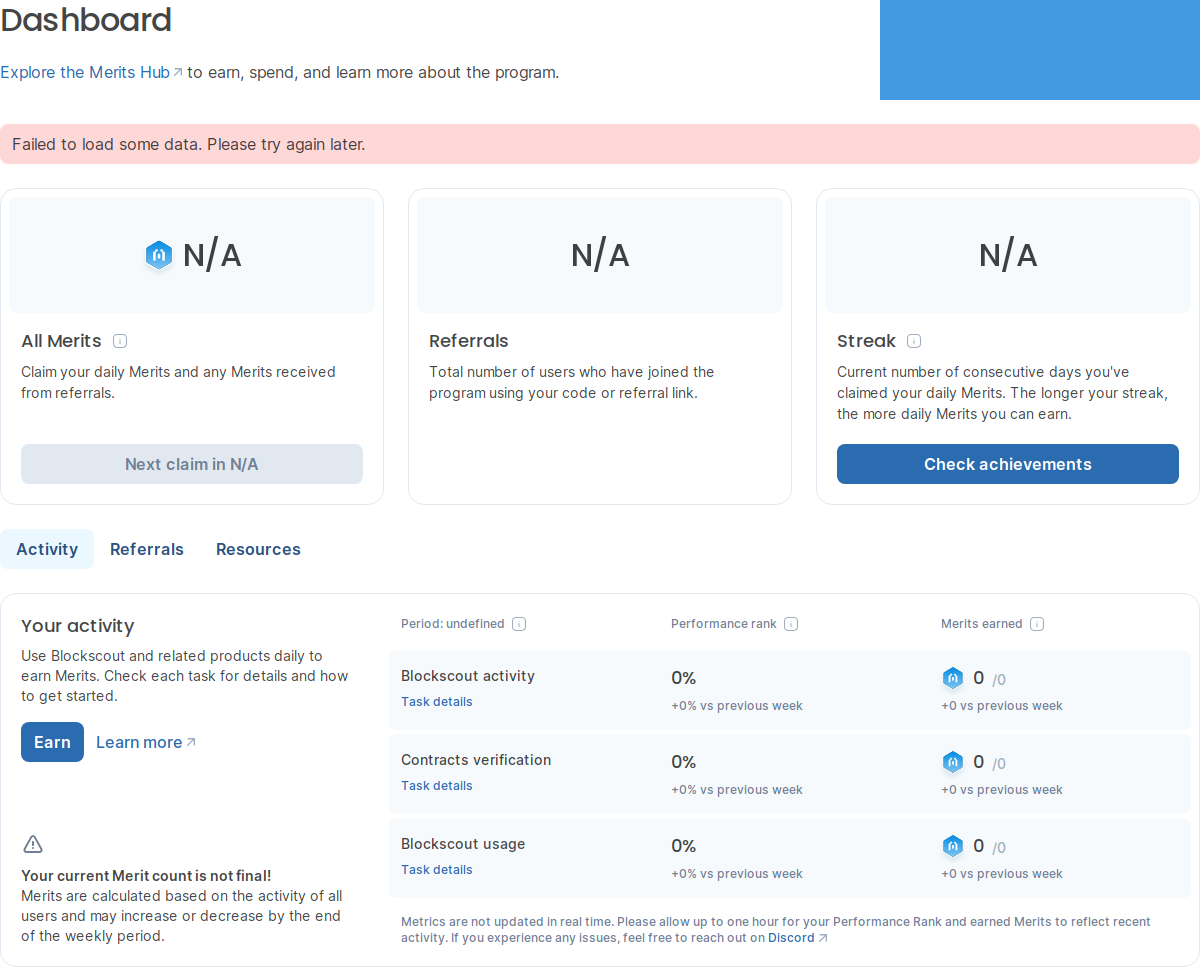 Dashboard
Explore the Merits Hub to earn, spend, and learn more about the program.
Failed to load some data. Please try again later.
N/A
All Merits
Claim your daily Merits and any Merits received
from referrals.
Next claim in N/A
N/A
Referrals
Total number of users who have joined the
program using your code or referral link.
N/A
Streak
Current number of consecutive days you've
claimed your daily Merits. The longer your streak,
the more daily Merits you can earn.
Check achievements
Activity
Referrals
Resources
Your activity
Use Blockscout and related products daily to
earn Merits. Check each task for details and how
to get started.
Earn
Learn more
Your current Merit count is not final!
Merits are calculated based on the activity of all
users and may increase or decrease by the end
of the weekly period.
Period: undefined
Performance rank
Merits earned
Blockscout activity
Task details
0%
+0% vs previous week
0 /0
+0 vs previous week
Contracts verification
Task details
0%
+0% vs previous week
0 /0
+0 vs previous week
Blockscout usage
Task details
0%
+0% vs previous week
0 /0
+0 vs previous week
Metrics are not updated in real time. Please allow up to one hour for your Performance Rank and earned Merits to reflect recent
activity. If you experience any issues, feel free to reach out on Discord